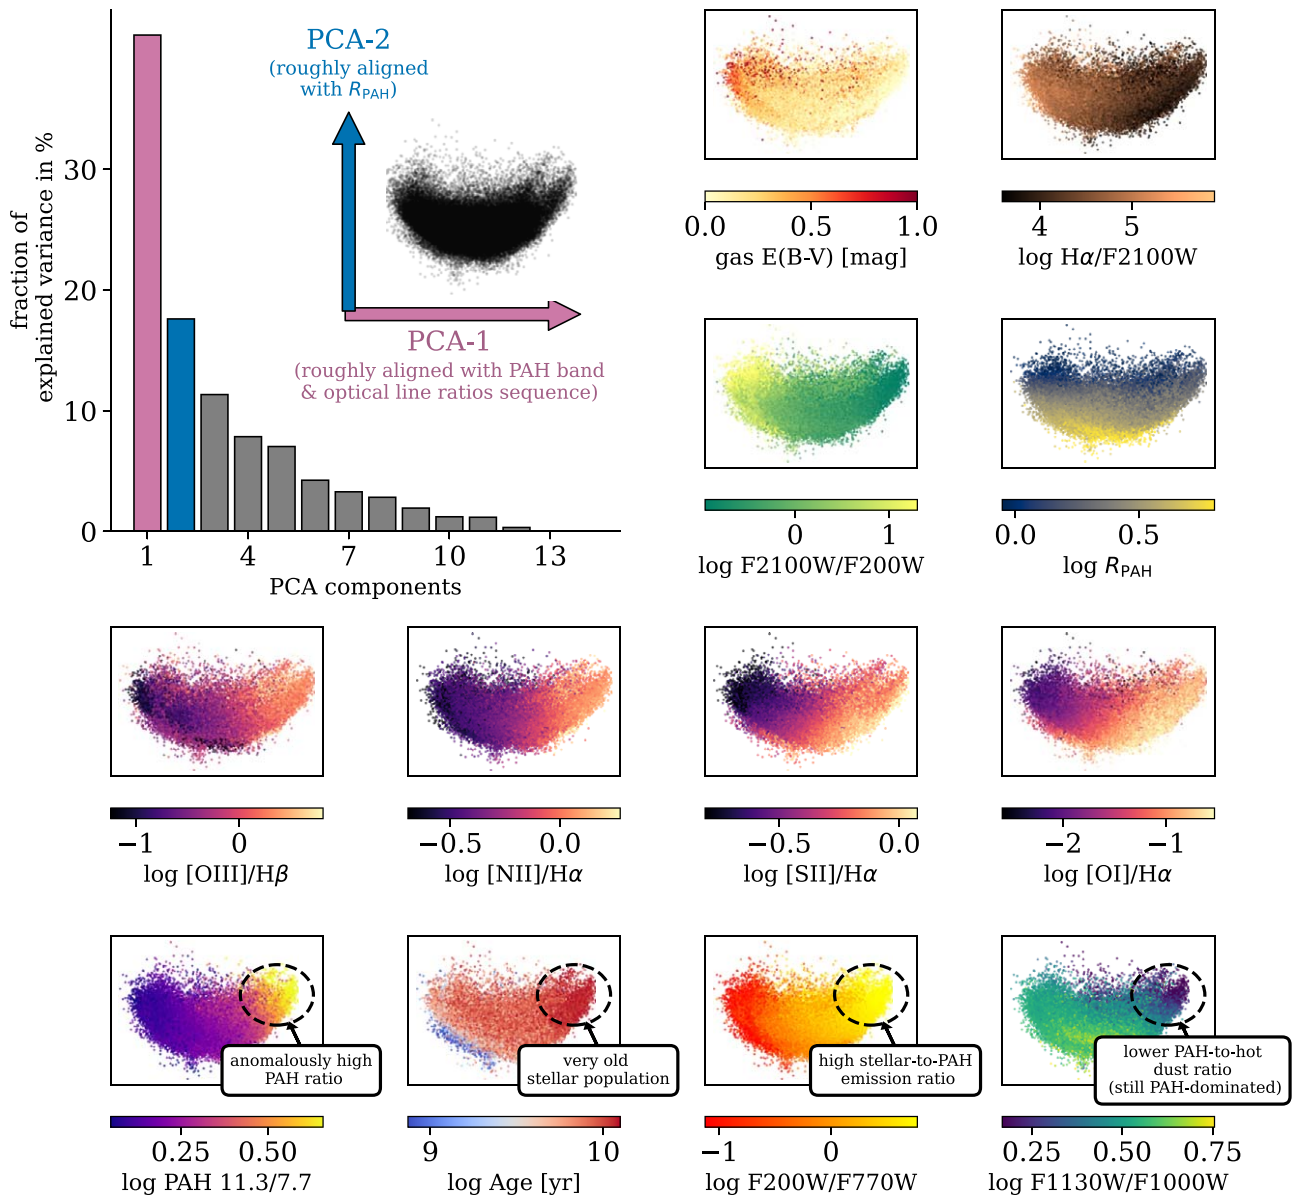 fraction of
explained variance in %
30
20
10
0
1
4
7
10
13
PCA components
PCA-2
(roughly aligned
with R_PAH)
PCA-1
(roughly aligned with PAH band
& optical line ratios sequence)
0.0 0.5 1.0
gas E(B-V) [mag]
4 5
log Hα/F2100W
0 1
log F2100W/F200W
0.0 0.5
log R_PAH
−1 0
log [OIII]/Hβ
−0.5 0.0
log [NII]/Hα
−0.5 0.0
log [SII]/Hα
−2 −1
log [OI]/Hα
anomalously high
PAH ratio
0.25 0.50
log PAH 11.3/7.7
very old
stellar population
9 10
log Age [yr]
high stellar-to-PAH
emission ratio
−1 0
log F200W/F770W
lower PAH-to-hot
dust ratio
(still PAH-dominated)
0.25 0.50 0.75
log F1130W/F1000W